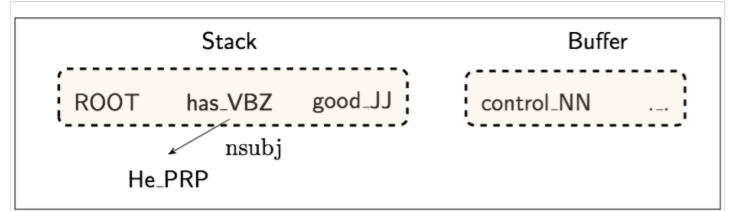 Stack Buffer
ROOT has_VBZ good_JJ control_NN ._.
nsubj
He_PRP